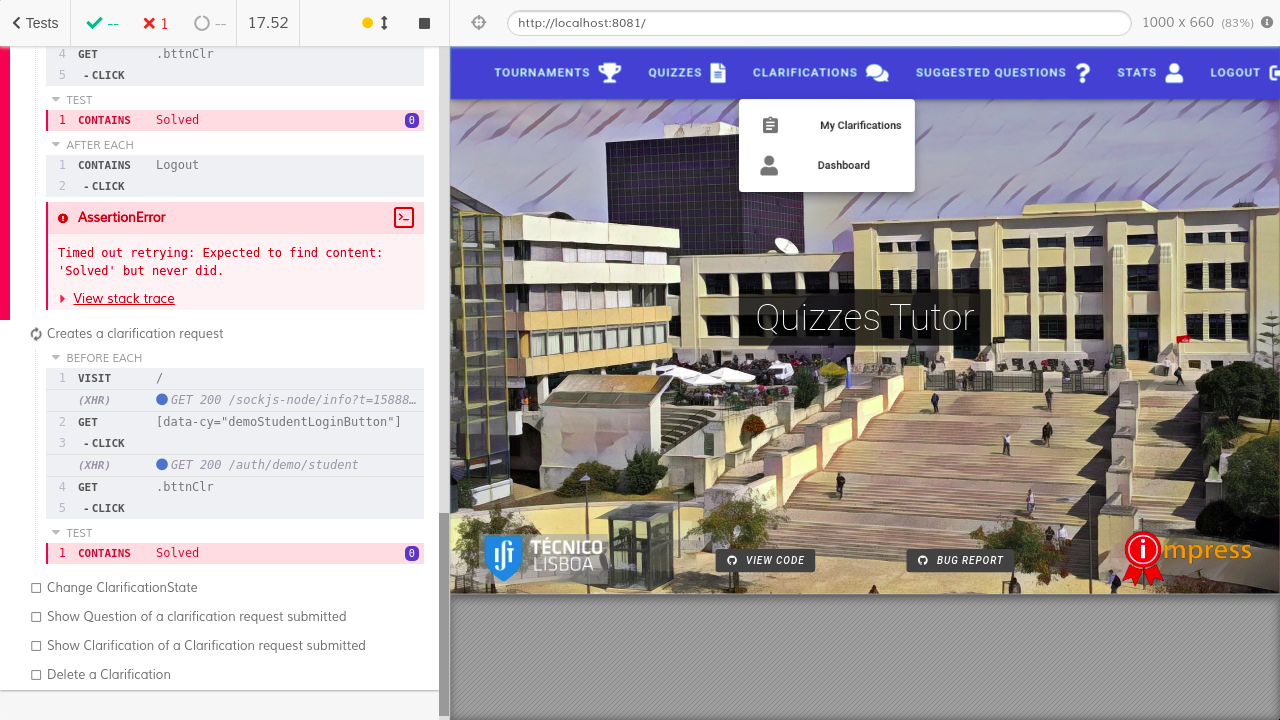 Tests
--
1
--
17.52
http://localhost:8081/
1000 x 660 (83%)
4 GET .bttnClr
5 - CLICK
TEST
1 CONTAINS Solved 0
AFTER EACH
1 CONTAINS Logout
2 - CLICK
AssertionError
Timed out retrying: Expected to find content:
'Solved' but never did.
View stack trace
Creates a clarification request
BEFORE EACH
1 VISIT /
(XHR) GET 200 /sockjs-node/info?t=15888…
2 GET [data-cy="demoStudentLoginButton"]
3 - CLICK
(XHR) GET 200 /auth/demo/student
4 GET .bttnClr
5 - CLICK
TEST
1 CONTAINS Solved 0
Change ClarificationState
Show Question of a clarification request submitted
Show Clarification of a Clarification request submitted
Delete a Clarification
TOURNAMENTS QUIZZES CLARIFICATIONS SUGGESTED QUESTIONS STATS LOGOUT
My Clarifications
Dashboard
Quizzes Tutor
TÉCNICO
LISBOA
VIEW CODE
BUG REPORT
impress